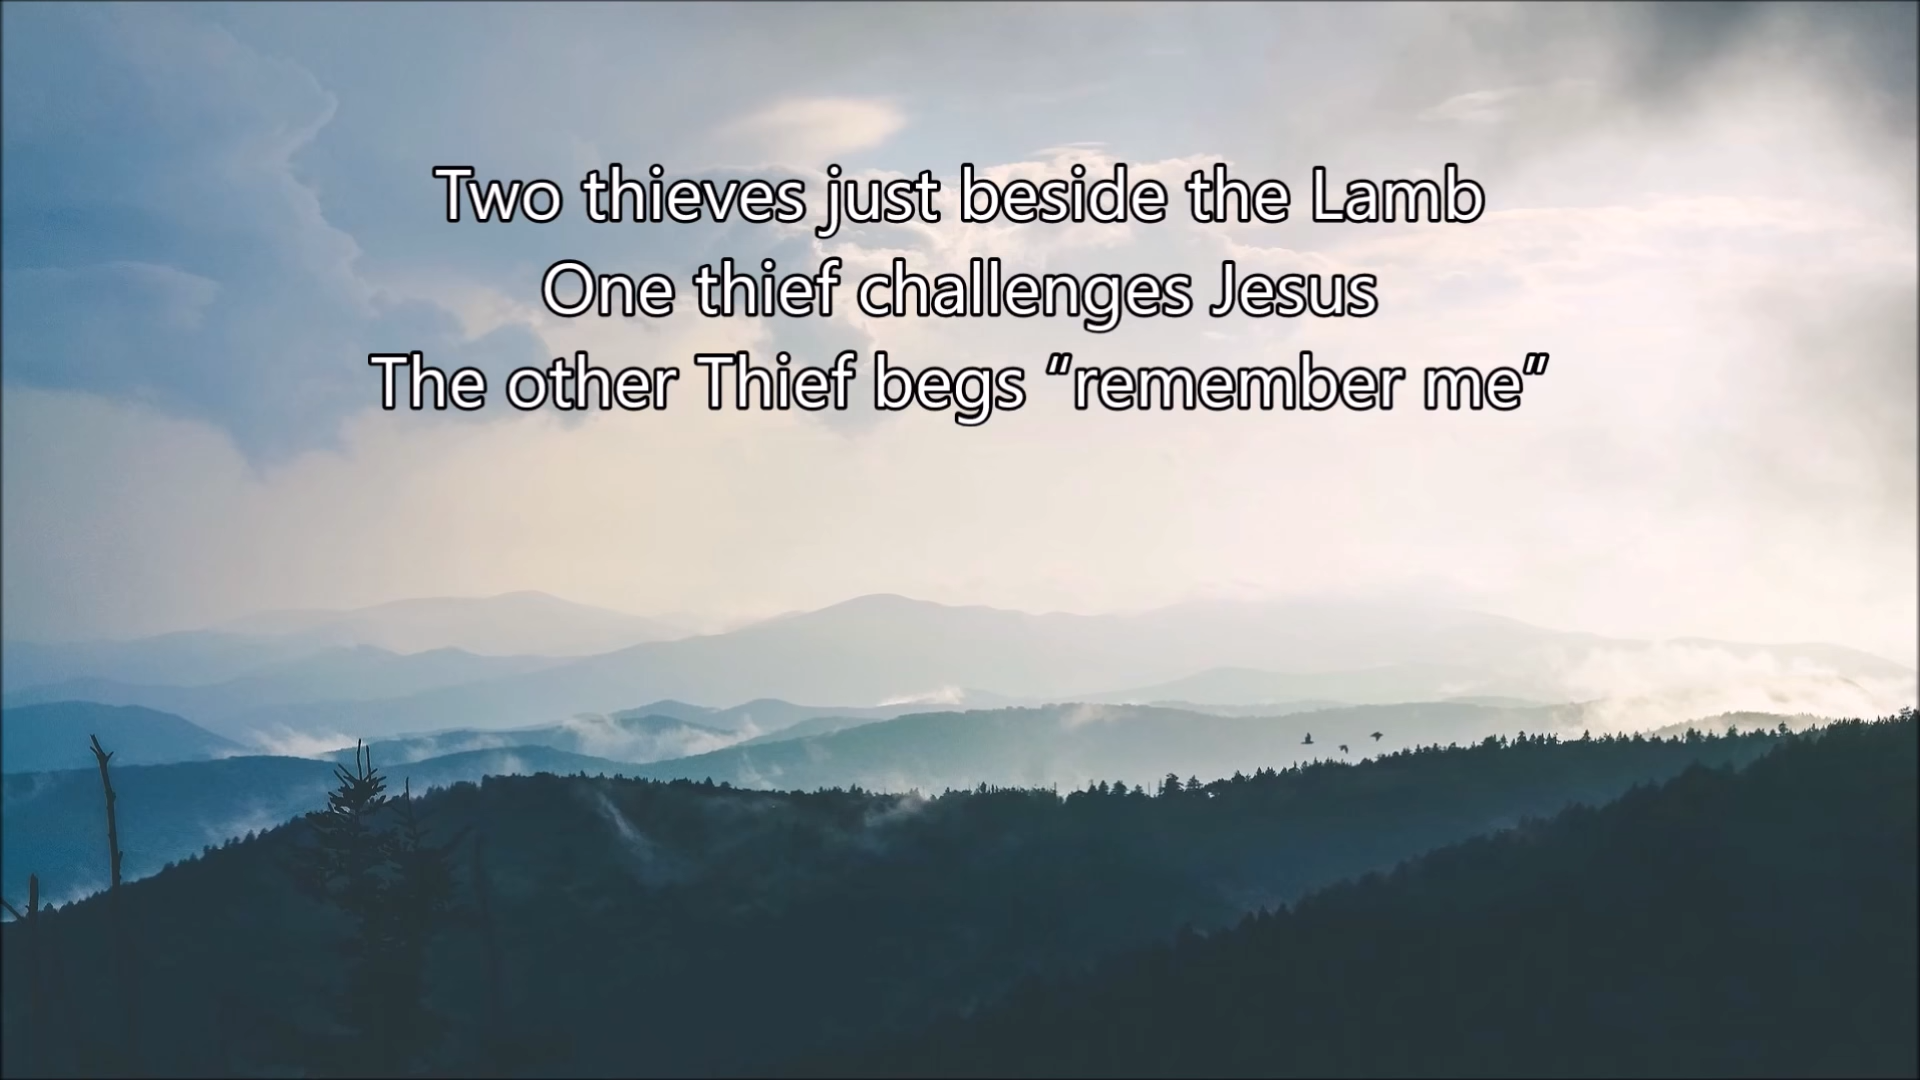 Two thieves just beside the Lamb
One thief challenges Jesus
The other Thief begs “remember me”